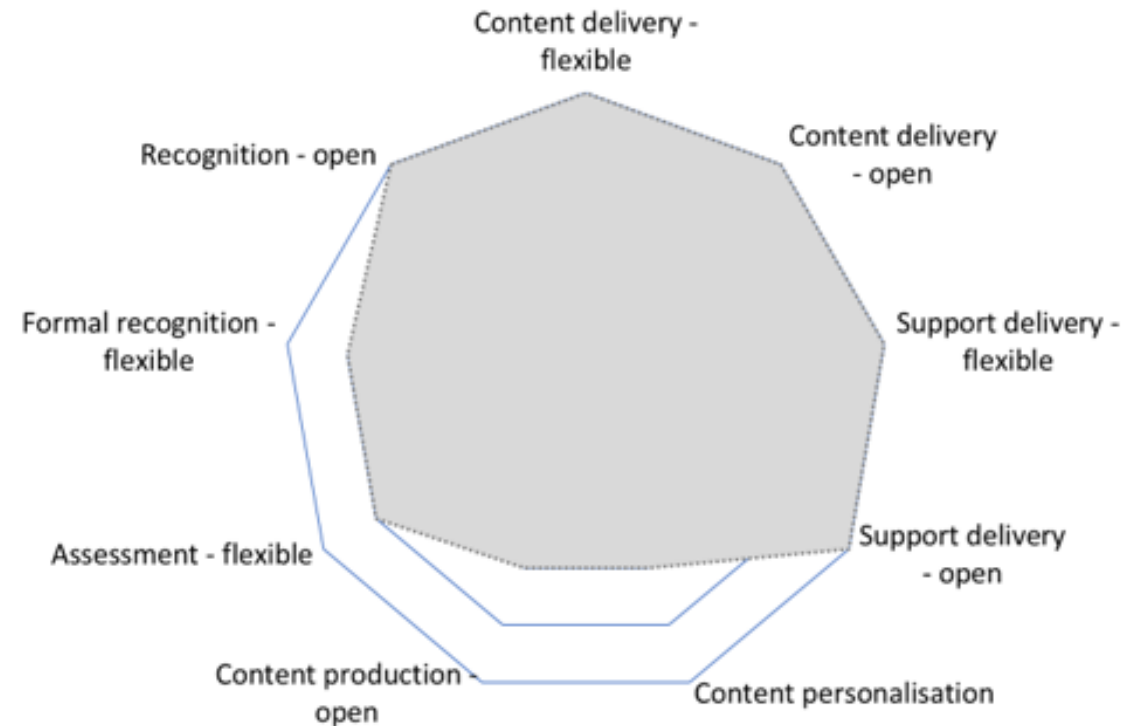 Content delivery -
flexible
Content delivery
- open
Support delivery -
flexible
Support delivery
- open
Content personalisation
Content production -
open
Assessment - flexible
Formal recognition -
flexible
Recognition - open